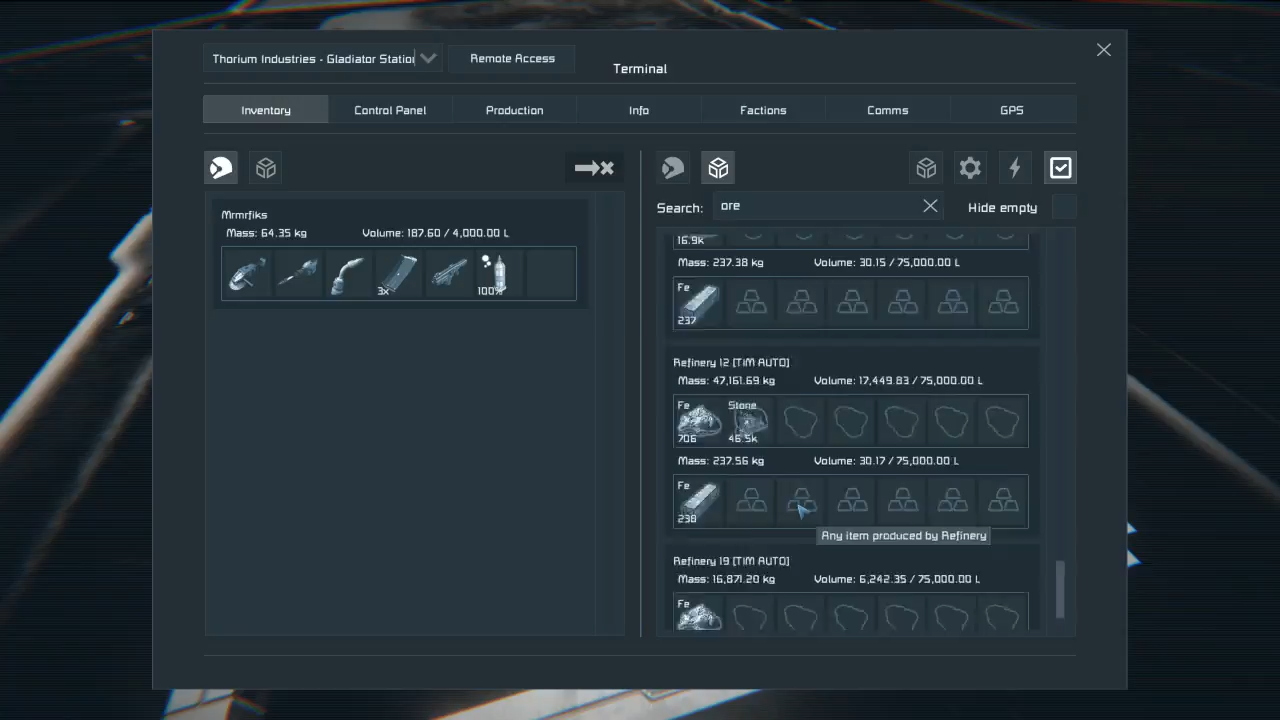 Thorium Industries - Gladiator Station
Remote Access
Terminal
Inventory
Control Panel
Production
Info
Factions
Comms
GPS
Search:
ore
Hide empty
Mrmrfiks
Mass: 64.35 kg
Volume: 187.60 / 4,000.00 L
3x
100%
16.9k
Mass: 237.38 kg
Volume: 30.15 / 75,000.00 L
Fe
237
Refinery 12 [TIM AUTO]
Mass: 47,161.69 kg
Volume: 17,449.83 / 75,000.00 L
Fe
Stone
706
46.5k
Mass: 237.56 kg
Volume: 30.17 / 75,000.00 L
Fe
238
Any item produced by Refinery
Refinery 19 [TIM AUTO]
Mass: 16,871.20 kg
Volume: 6,242.35 / 75,000.00 L
Fe